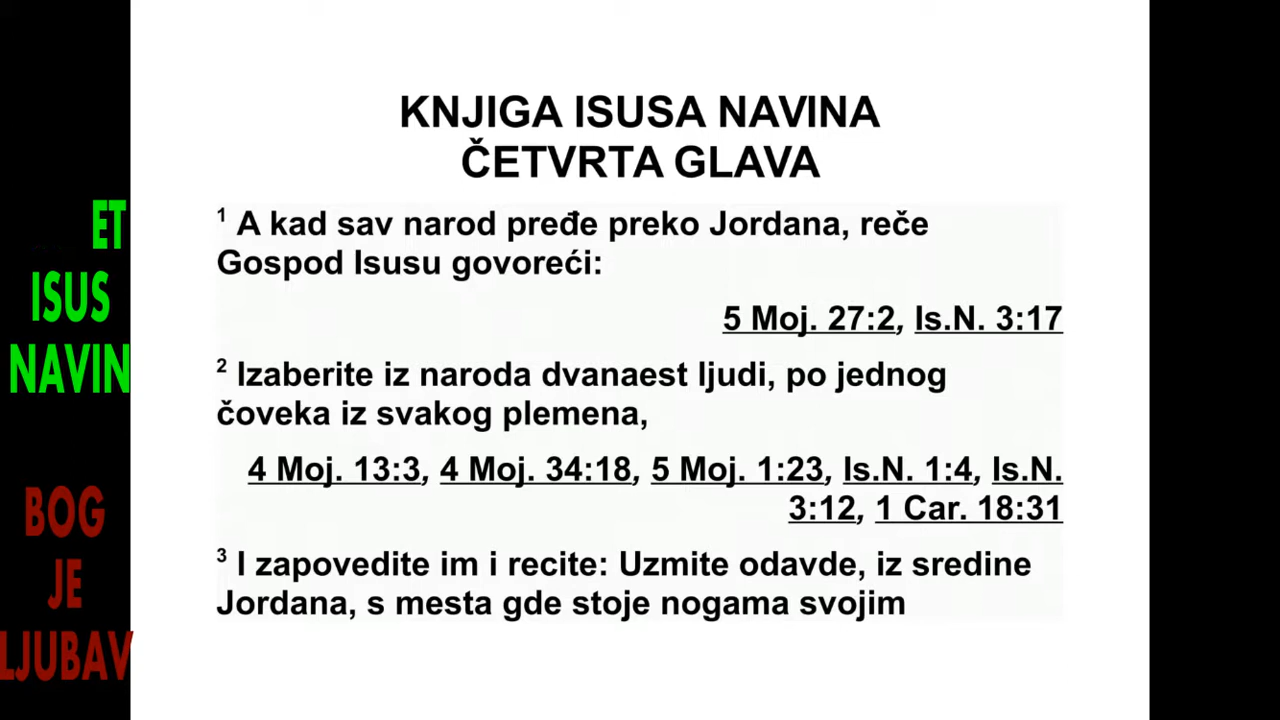 KNJIGA ISUSA NAVINA
ČETVRTA GLAVA
1 A kad sav narod pređe preko Jordana, reče
Gospod Isusu govoreći:
5 Moj. 27:2, Is.N. 3:17
2 Izaberite iz naroda dvanaest ljudi, po jednog
čoveka iz svakog plemena,
4 Moj. 13:3, 4 Moj. 34:18, 5 Moj. 1:23, Is.N. 1:4, Is.N.
3:12, 1 Car. 18:31
3 I zapovedite im i recite: Uzmite odavde, iz sredine
Jordana, s mesta gde stoje nogama svojim
ET
ISUS
NAVIN
BOG
JE
LJUBAV